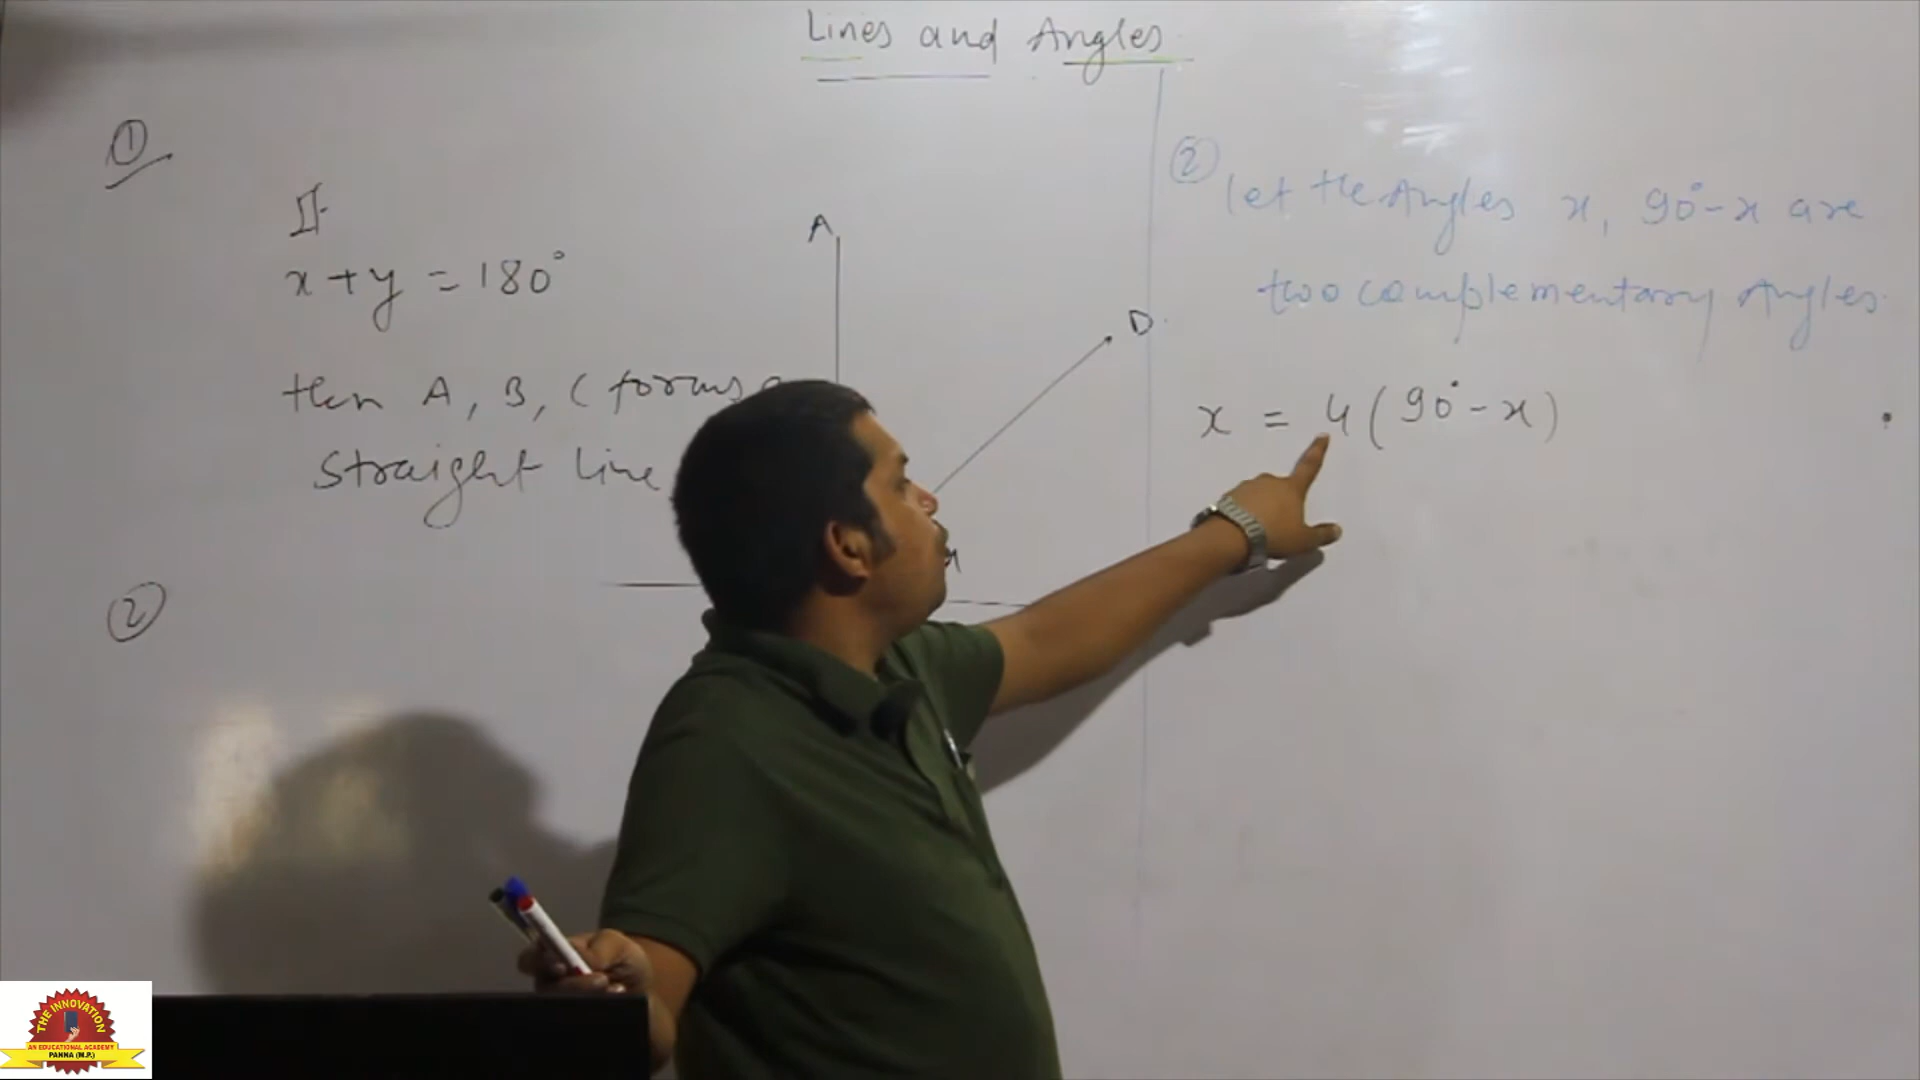 Lines and Angles
①
If
x + y = 180°
then A, B, C forms a
straight line
②
A
D
②
let the Angles x, 90°-x are
two complementary Angles
x = 4(90°-x)
THE INNOVATION
AN EDUCATIONAL ACADEMY
PANNA (M.P.)